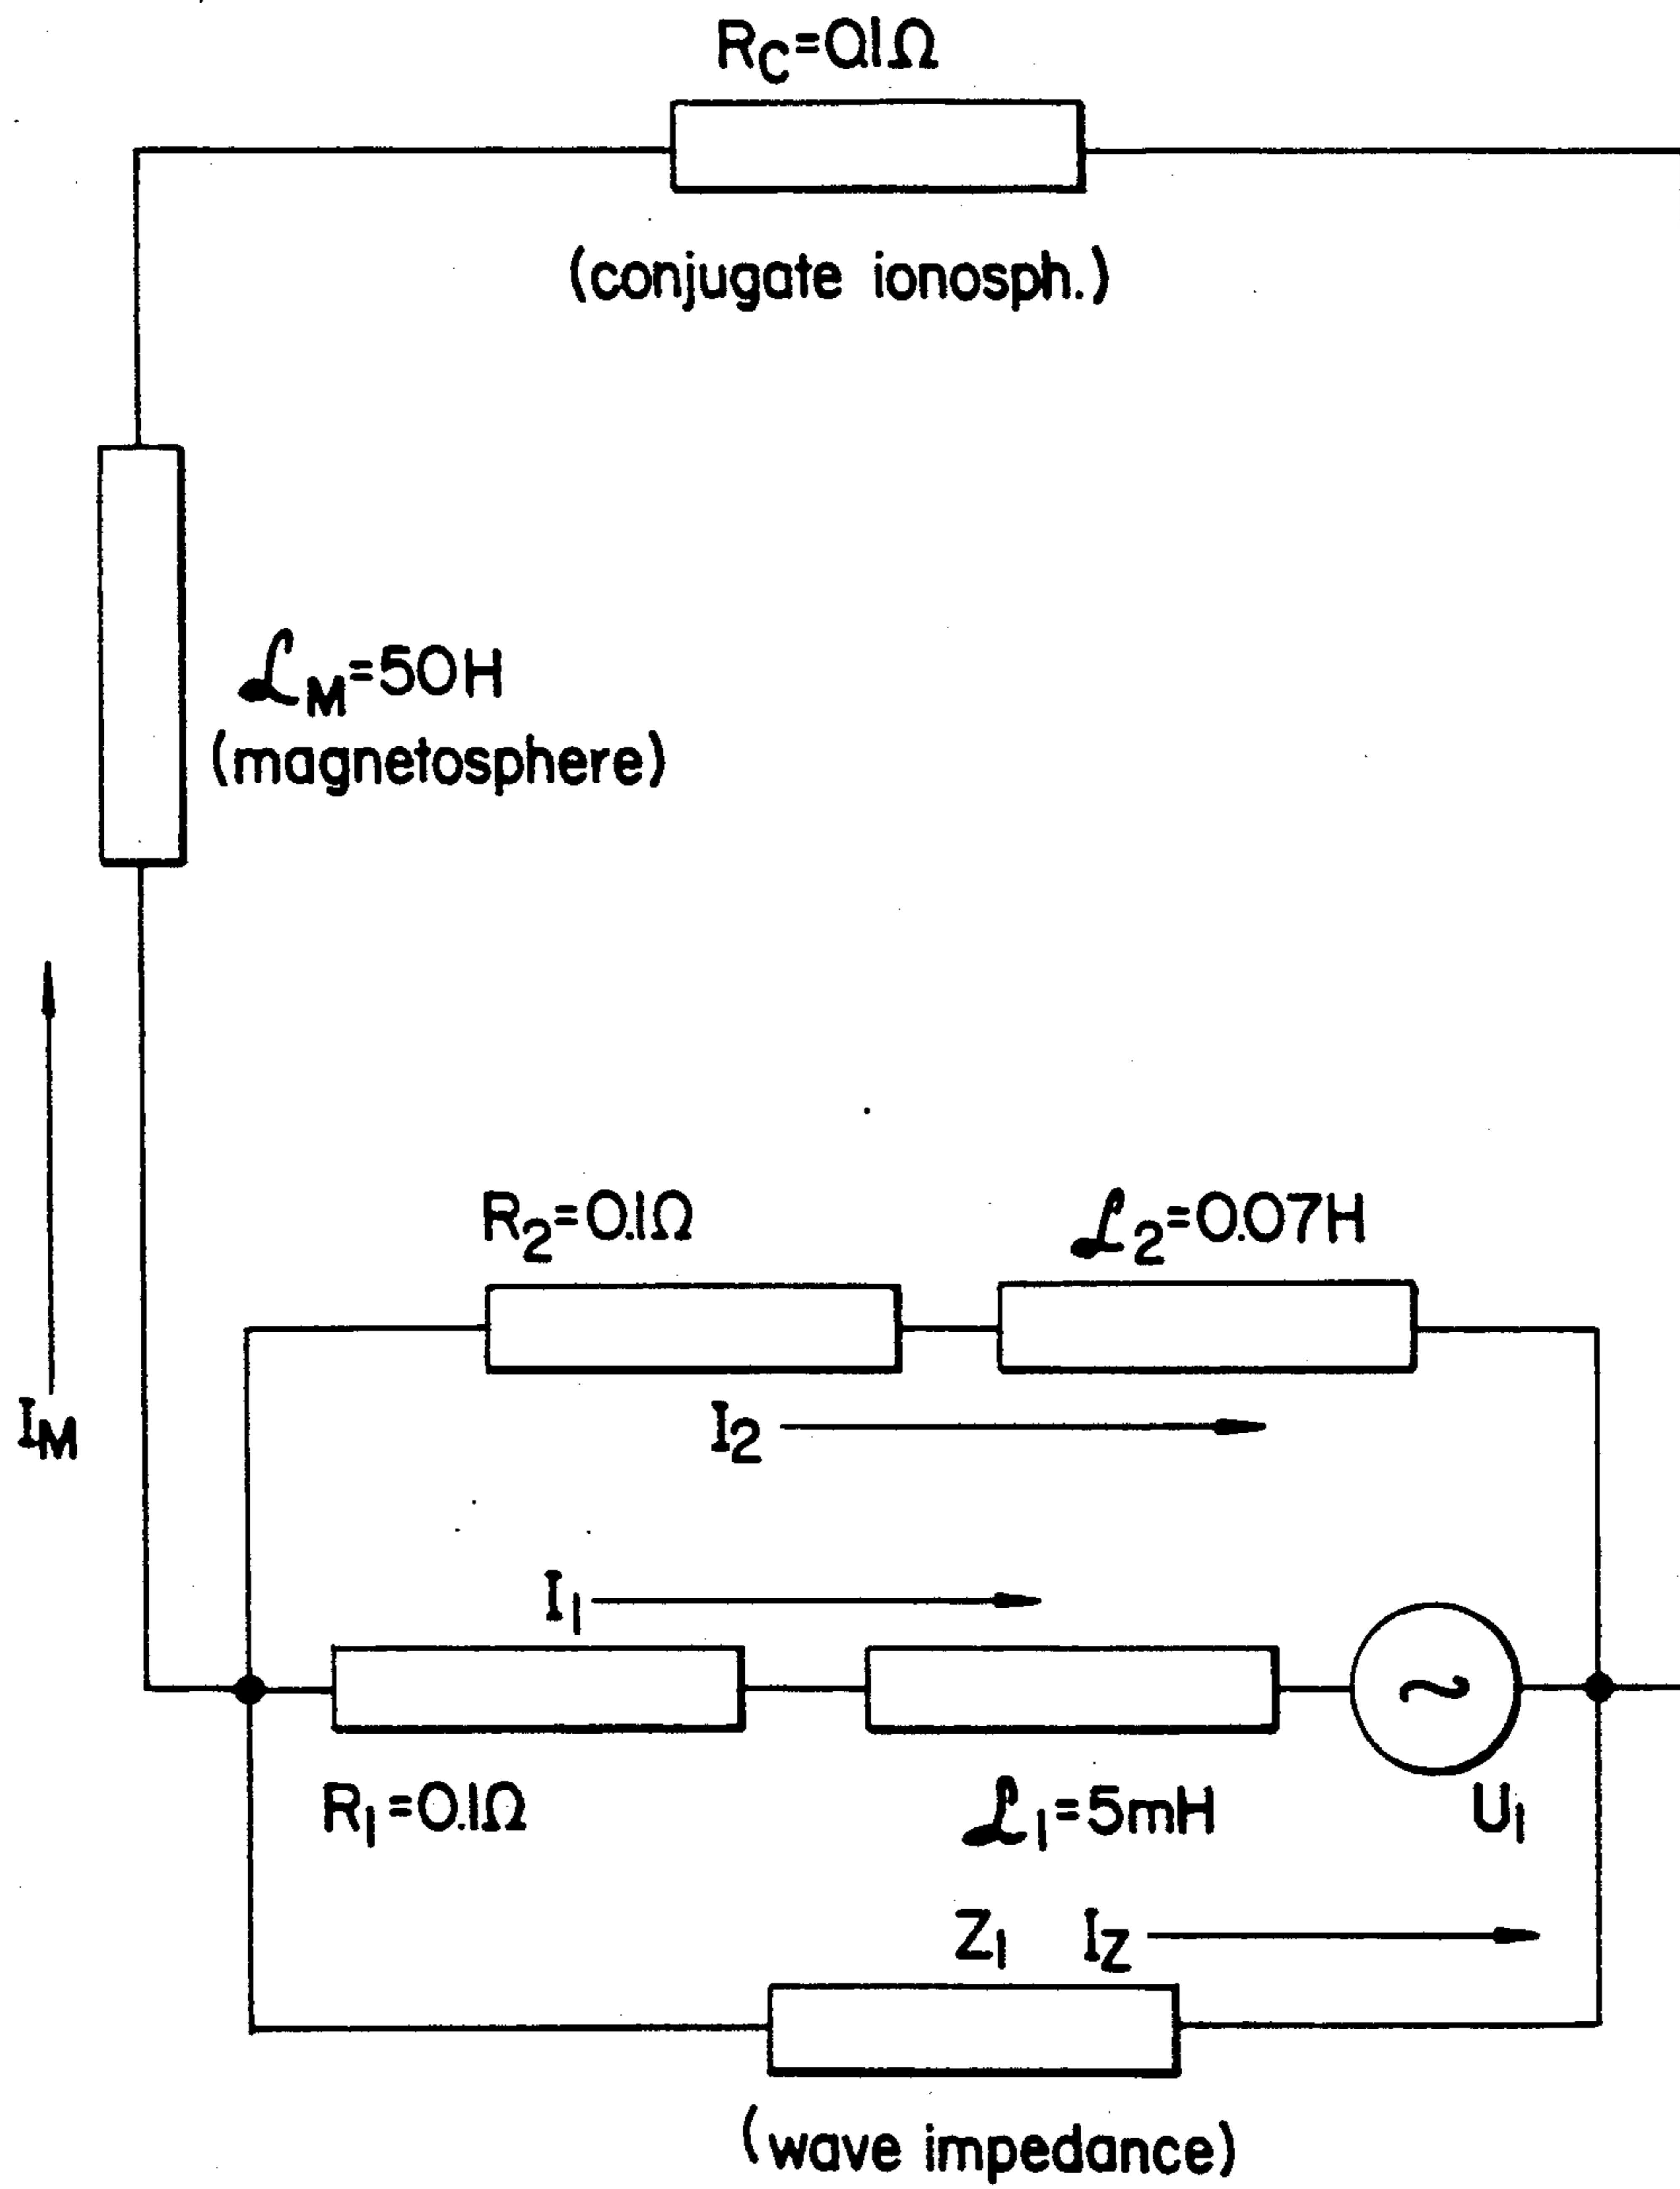 R_C=0.1Ω
(conjugate ionosph.)
ℒ_M=50H
(magnetosphere)
R_2=0.1Ω
ℒ_2=0.07H
I_M
I_2
I_1
R_1=0.1Ω
ℒ_1=5mH
U_1
Z_1
I_Z
(wave impedance)